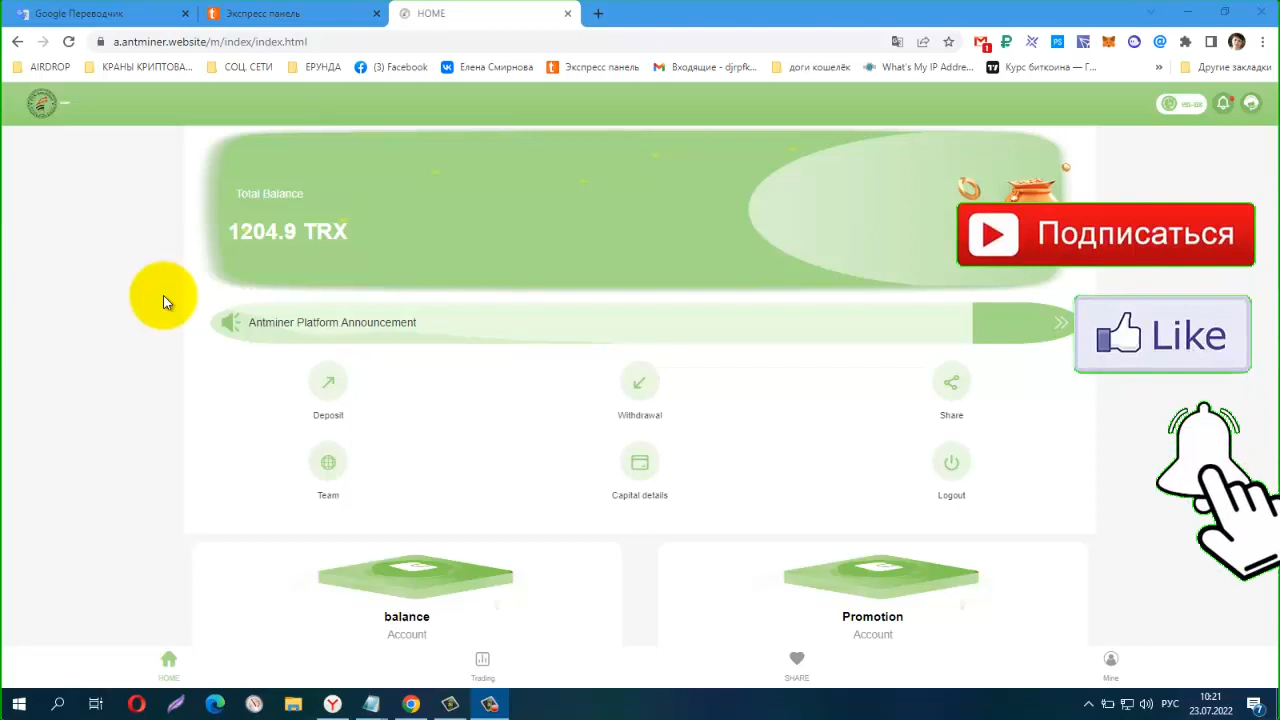 Google Переводчик
Экспресс панель
HOME
a.antminer.website/m/index/index.html
1
AIRDROP
КРАНЫ КРИПТОВА...
СОЦ. СЕТИ
ЕРУНДА
(3) Facebook
Елена Смирнова
Экспресс панель
Входящие - djrpfk...
доги кошелёк
What's My IP Addre...
Курс биткоина — Г...
»
Другие закладки
Total Balance
1204.9 TRX
Подписаться
Antminer Platform Announcement
Like
Deposit
Withdrawal
Share
Team
Capital details
Logout
balance
Account
Promotion
Account
HOME
Trading
SHARE
Mine
РУС
10:21
23.07.2022
7